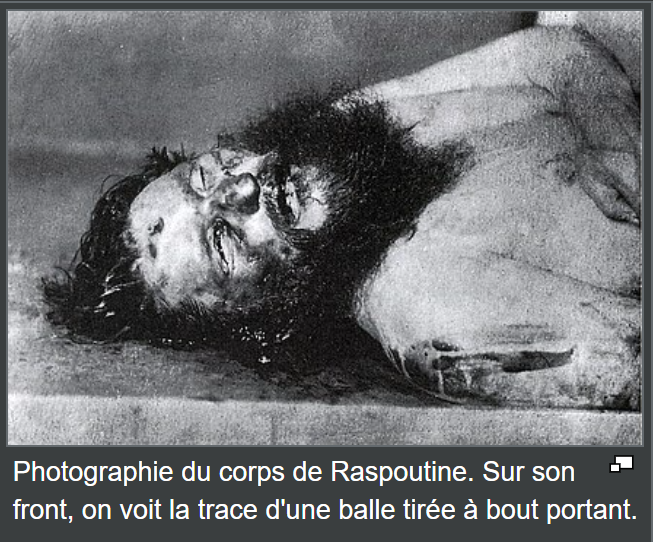 Photographie du corps de Raspoutine. Sur son
front, on voit la trace d'une balle tirée à bout portant.